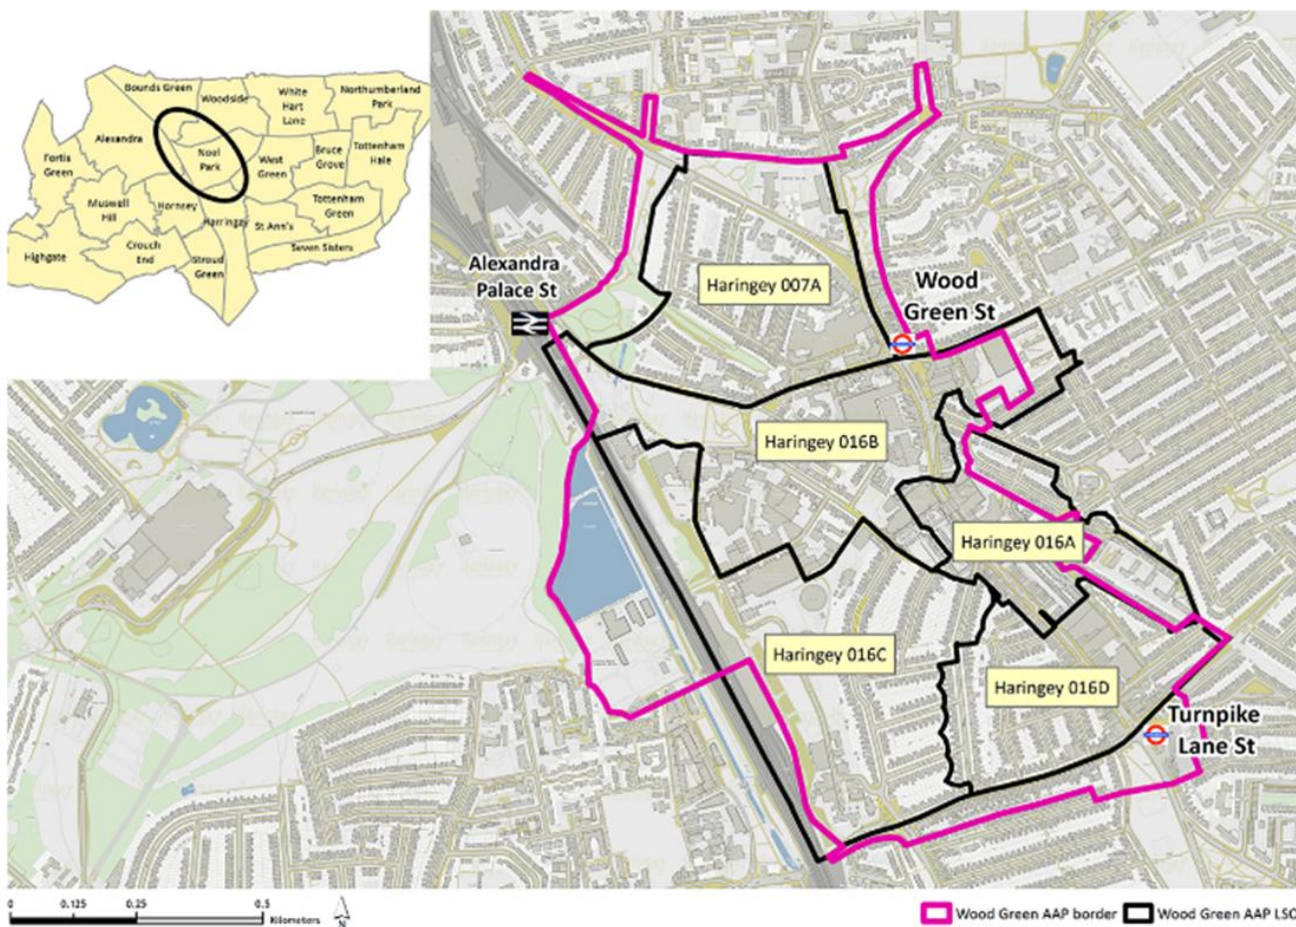 Bounds Green
Woodside
White
Hart
Lane
Northumberland
Park
Alexandra
Noel
Park
West
Green
Bruce
Grove
Tottenham
Hale
Fortis
Green
Muswell
Hill
Hornsey
Harringay
St Ann's
Tottenham
Green
Seven Sisters
Highgate
Crouch
End
Stroud
Green
Alexandra
Palace St
Haringey 007A
Wood
Green St
Haringey 016B
Haringey 016A
Haringey 016C
Haringey 016D
Turnpike
Lane St
0 0.125 0.25 0.5
Kilometers
N
Wood Green AAP border
Wood Green AAP LSO